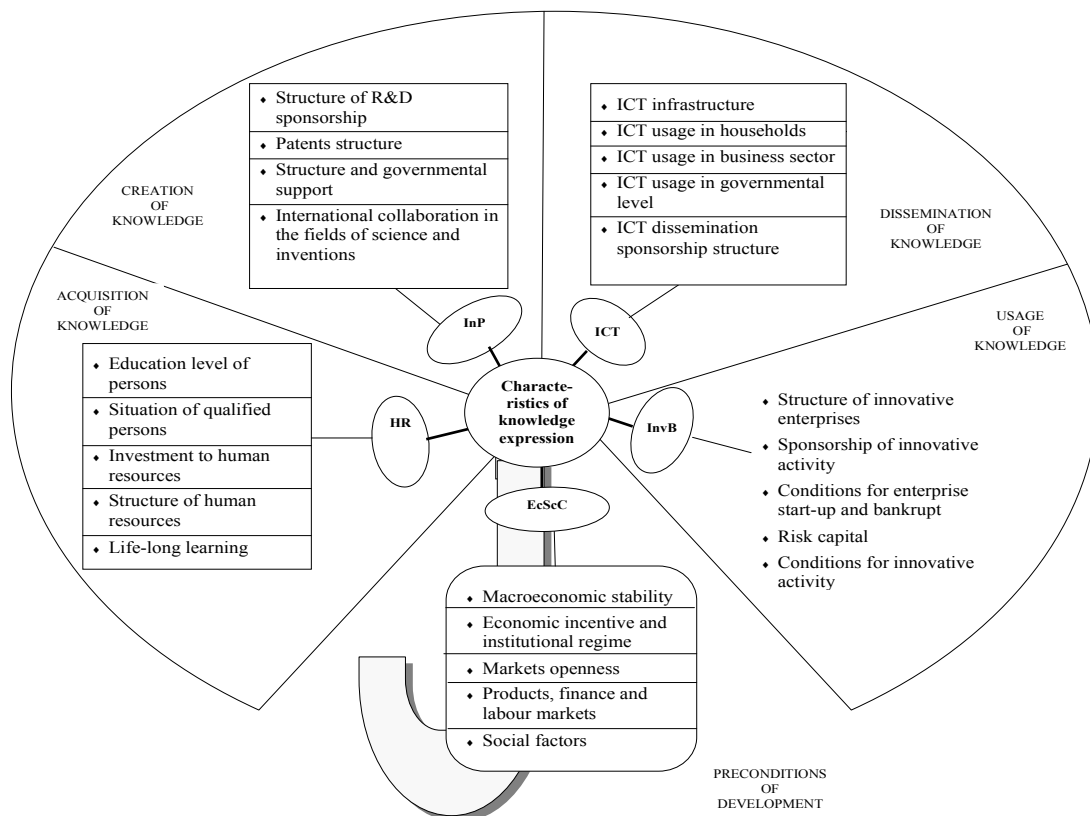 CREATION
OF
KNOWLEDGE
♦ Structure of R&D
sponsorship
♦ Patents structure
♦ Structure and governmental
support
♦ International collaboration in
the fields of science and
inventions
♦ ICT infrastructure
♦ ICT usage in households
♦ ICT usage in business sector
♦ ICT usage in governmental
level
♦ ICT dissemination
sponsorship structure
DISSEMINATION
OF
KNOWLEDGE
ACQUISITION
OF
KNOWLEDGE
♦ Education level of
persons
♦ Situation of qualified
persons
♦ Investment to human
resources
♦ Structure of human
resources
♦ Life-long learning
InP
ICT
HR
Characte-
ristics of
knowledge
expression
InvB
EcScC
USAGE
OF
KNOWLEDGE
♦ Structure of innovative
enterprises
♦ Sponsorship of innovative
activity
♦ Conditions for enterprise
start-up and bankrupt
♦ Risk capital
♦ Conditions for innovative
activity
♦ Macroeconomic stability
♦ Economic incentive and
institutional regime
♦ Markets openness
♦ Products, finance and
labour markets
♦ Social factors
PRECONDITIONS
OF
DEVELOPMENT